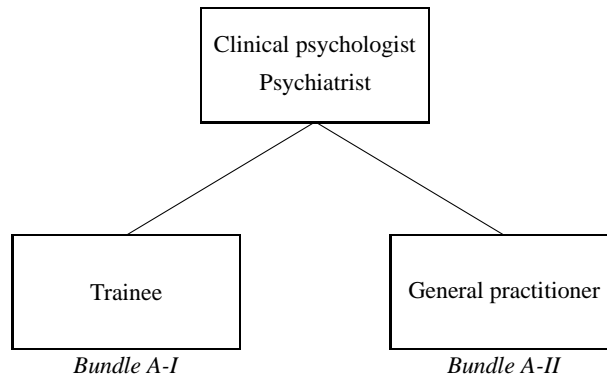 Clinical psychologist
Psychiatrist
Trainee
General practitioner
Bundle A-I
Bundle A-II